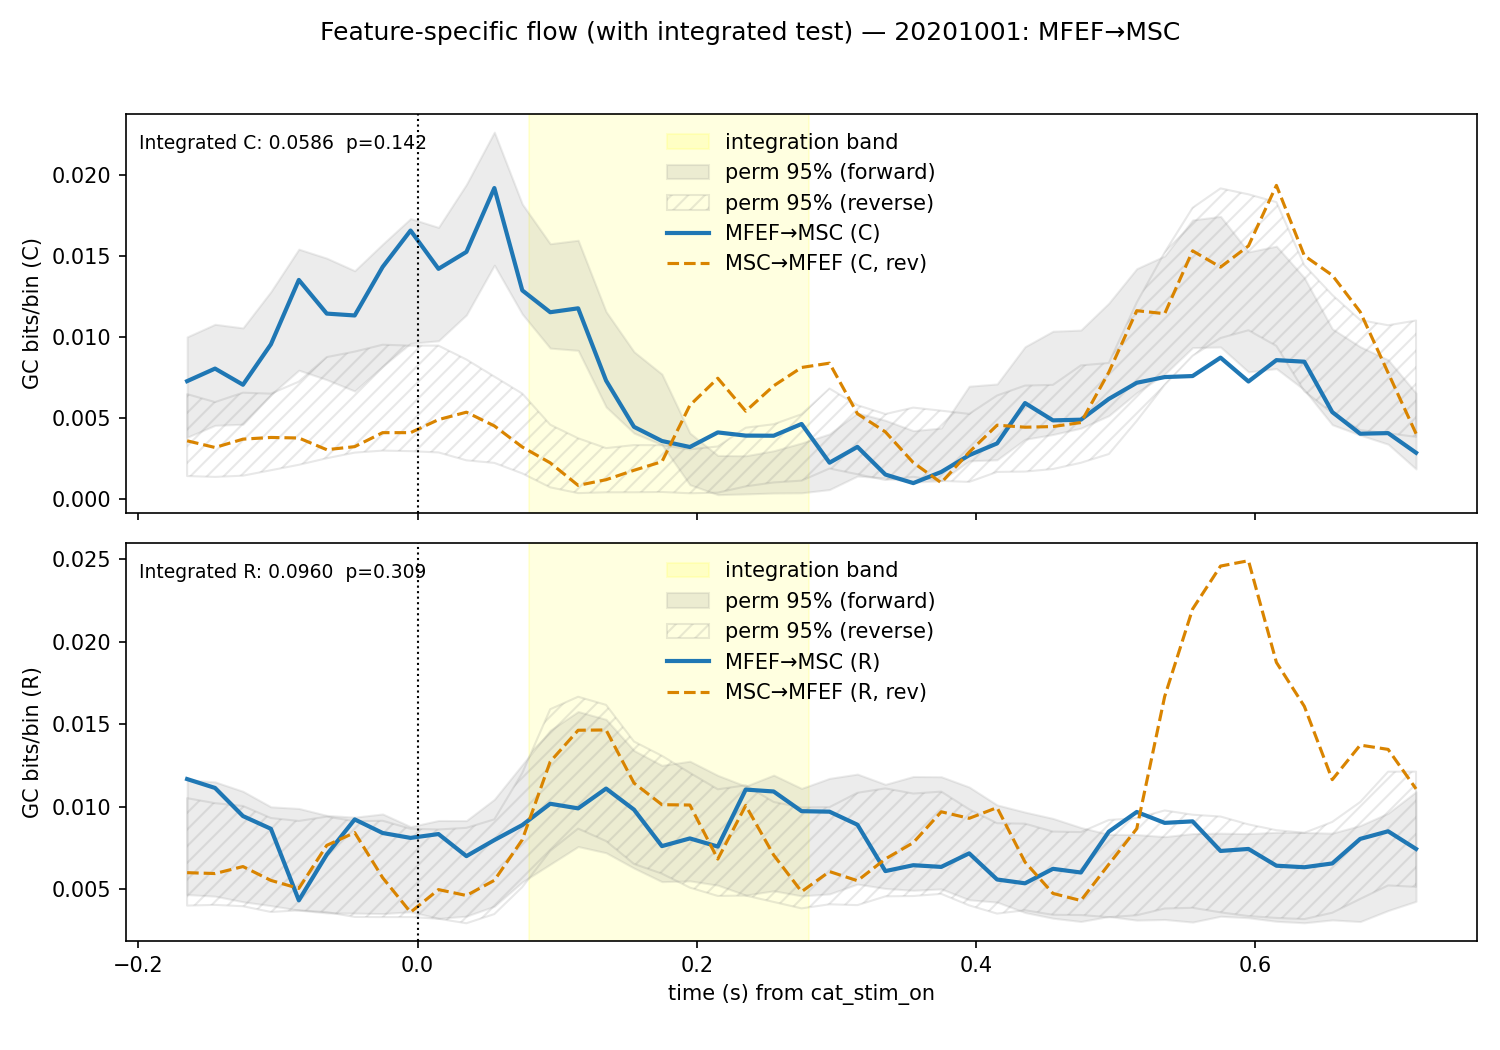 Feature-specific flow (with integrated test) — 20201001: MFEF→MSC
Integrated C: 0.0586  p=0.142
integration band
perm 95% (forward)
perm 95% (reverse)
MFEF→MSC (C)
MSC→MFEF (C, rev)
GC bits/bin (C)
0.020
0.015
0.010
0.005
0.000
Integrated R: 0.0960  p=0.309
integration band
perm 95% (forward)
perm 95% (reverse)
MFEF→MSC (R)
MSC→MFEF (R, rev)
GC bits/bin (R)
0.025
0.020
0.015
0.010
0.005
−0.2 0.0 0.2 0.4 0.6
time (s) from cat_stim_on